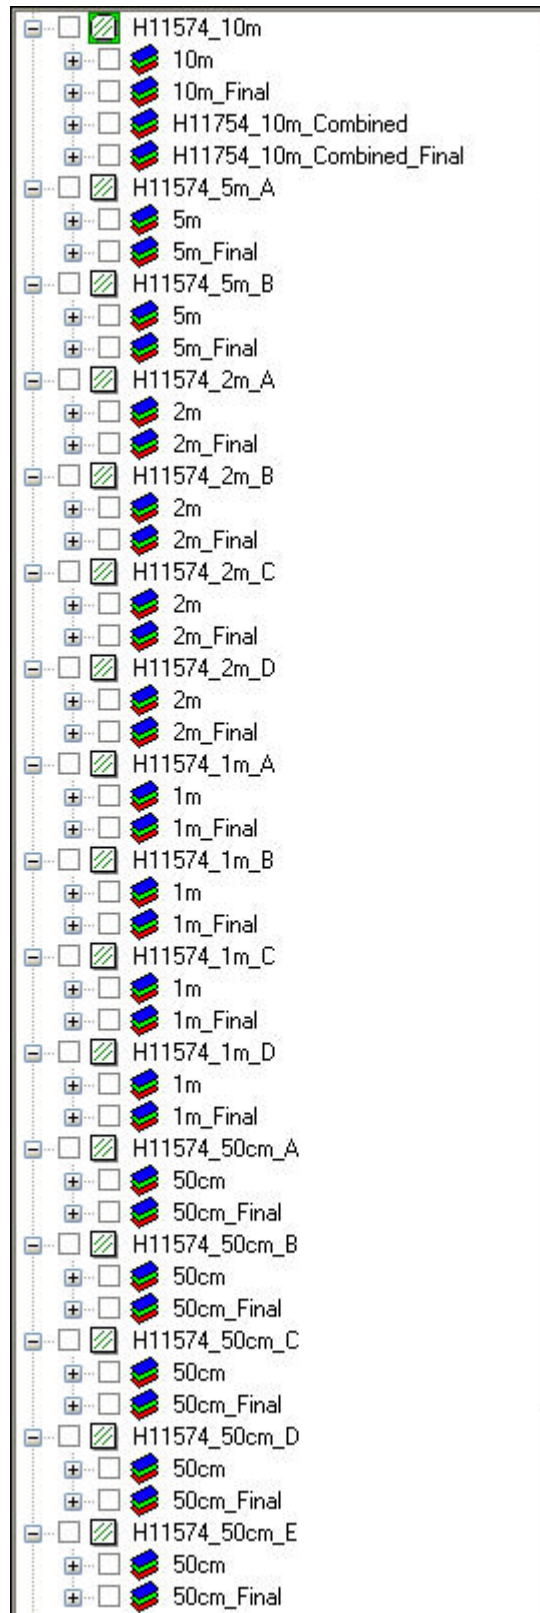 H11574_10m
10m
10m_Final
H11754_10m_Combined
H11754_10m_Combined_Final
H11574_5m_A
5m
5m_Final
H11574_5m_B
5m
5m_Final
H11574_2m_A
2m
2m_Final
H11574_2m_B
2m
2m_Final
H11574_2m_C
2m
2m_Final
H11574_2m_D
2m
2m_Final
H11574_1m_A
1m
1m_Final
H11574_1m_B
1m
1m_Final
H11574_1m_C
1m
1m_Final
H11574_1m_D
1m
1m_Final
H11574_50cm_A
50cm
50cm_Final
H11574_50cm_B
50cm
50cm_Final
H11574_50cm_C
50cm
50cm_Final
H11574_50cm_D
50cm
50cm_Final
H11574_50cm_E
50cm
50cm_Final